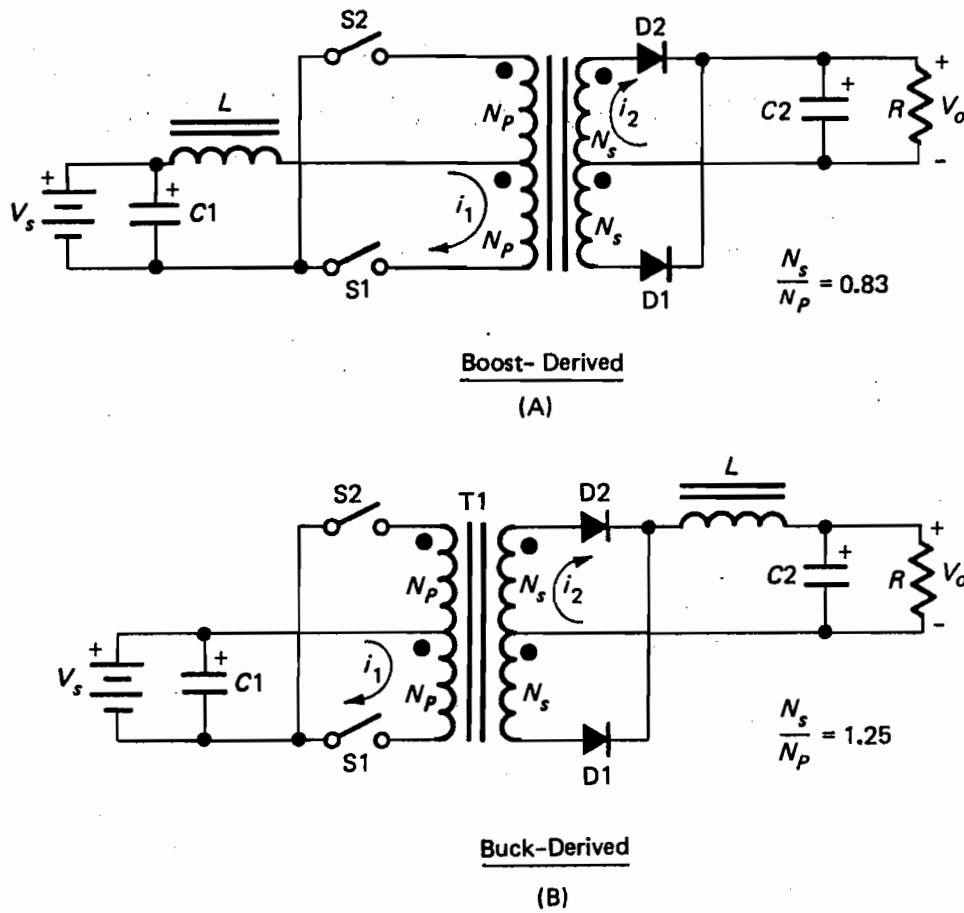 S2
D2
L
N_P
i_2
N_s
C2
R
V_o
+
-
V_s
+
C1
+
i_1
N_P
N_s
S1
D1
N_s / N_P = 0.83
Boost- Derived
(A)
S2
T1
D2
L
N_P
i_2
N_s
C2
+
R
V_o
+
-
V_s
+
C1
+
i_1
N_P
N_s
S1
D1
N_s / N_P = 1.25
Buck-Derived
(B)